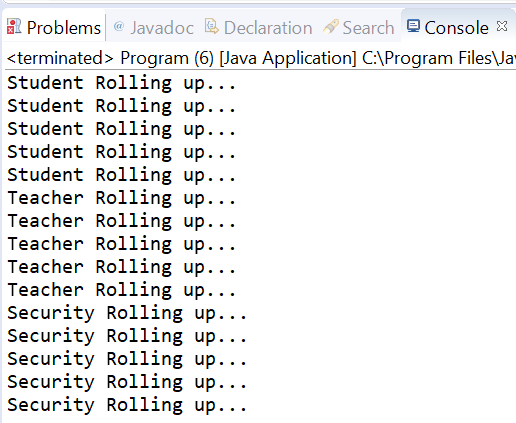 Problems @ Javadoc Declaration Search Console
<terminated> Program (6) [Java Application] C:\Program Files\Jav
Student Rolling up...
Student Rolling up...
Student Rolling up...
Student Rolling up...
Student Rolling up...
Teacher Rolling up...
Teacher Rolling up...
Teacher Rolling up...
Teacher Rolling up...
Teacher Rolling up...
Security Rolling up...
Security Rolling up...
Security Rolling up...
Security Rolling up...
Security Rolling up...